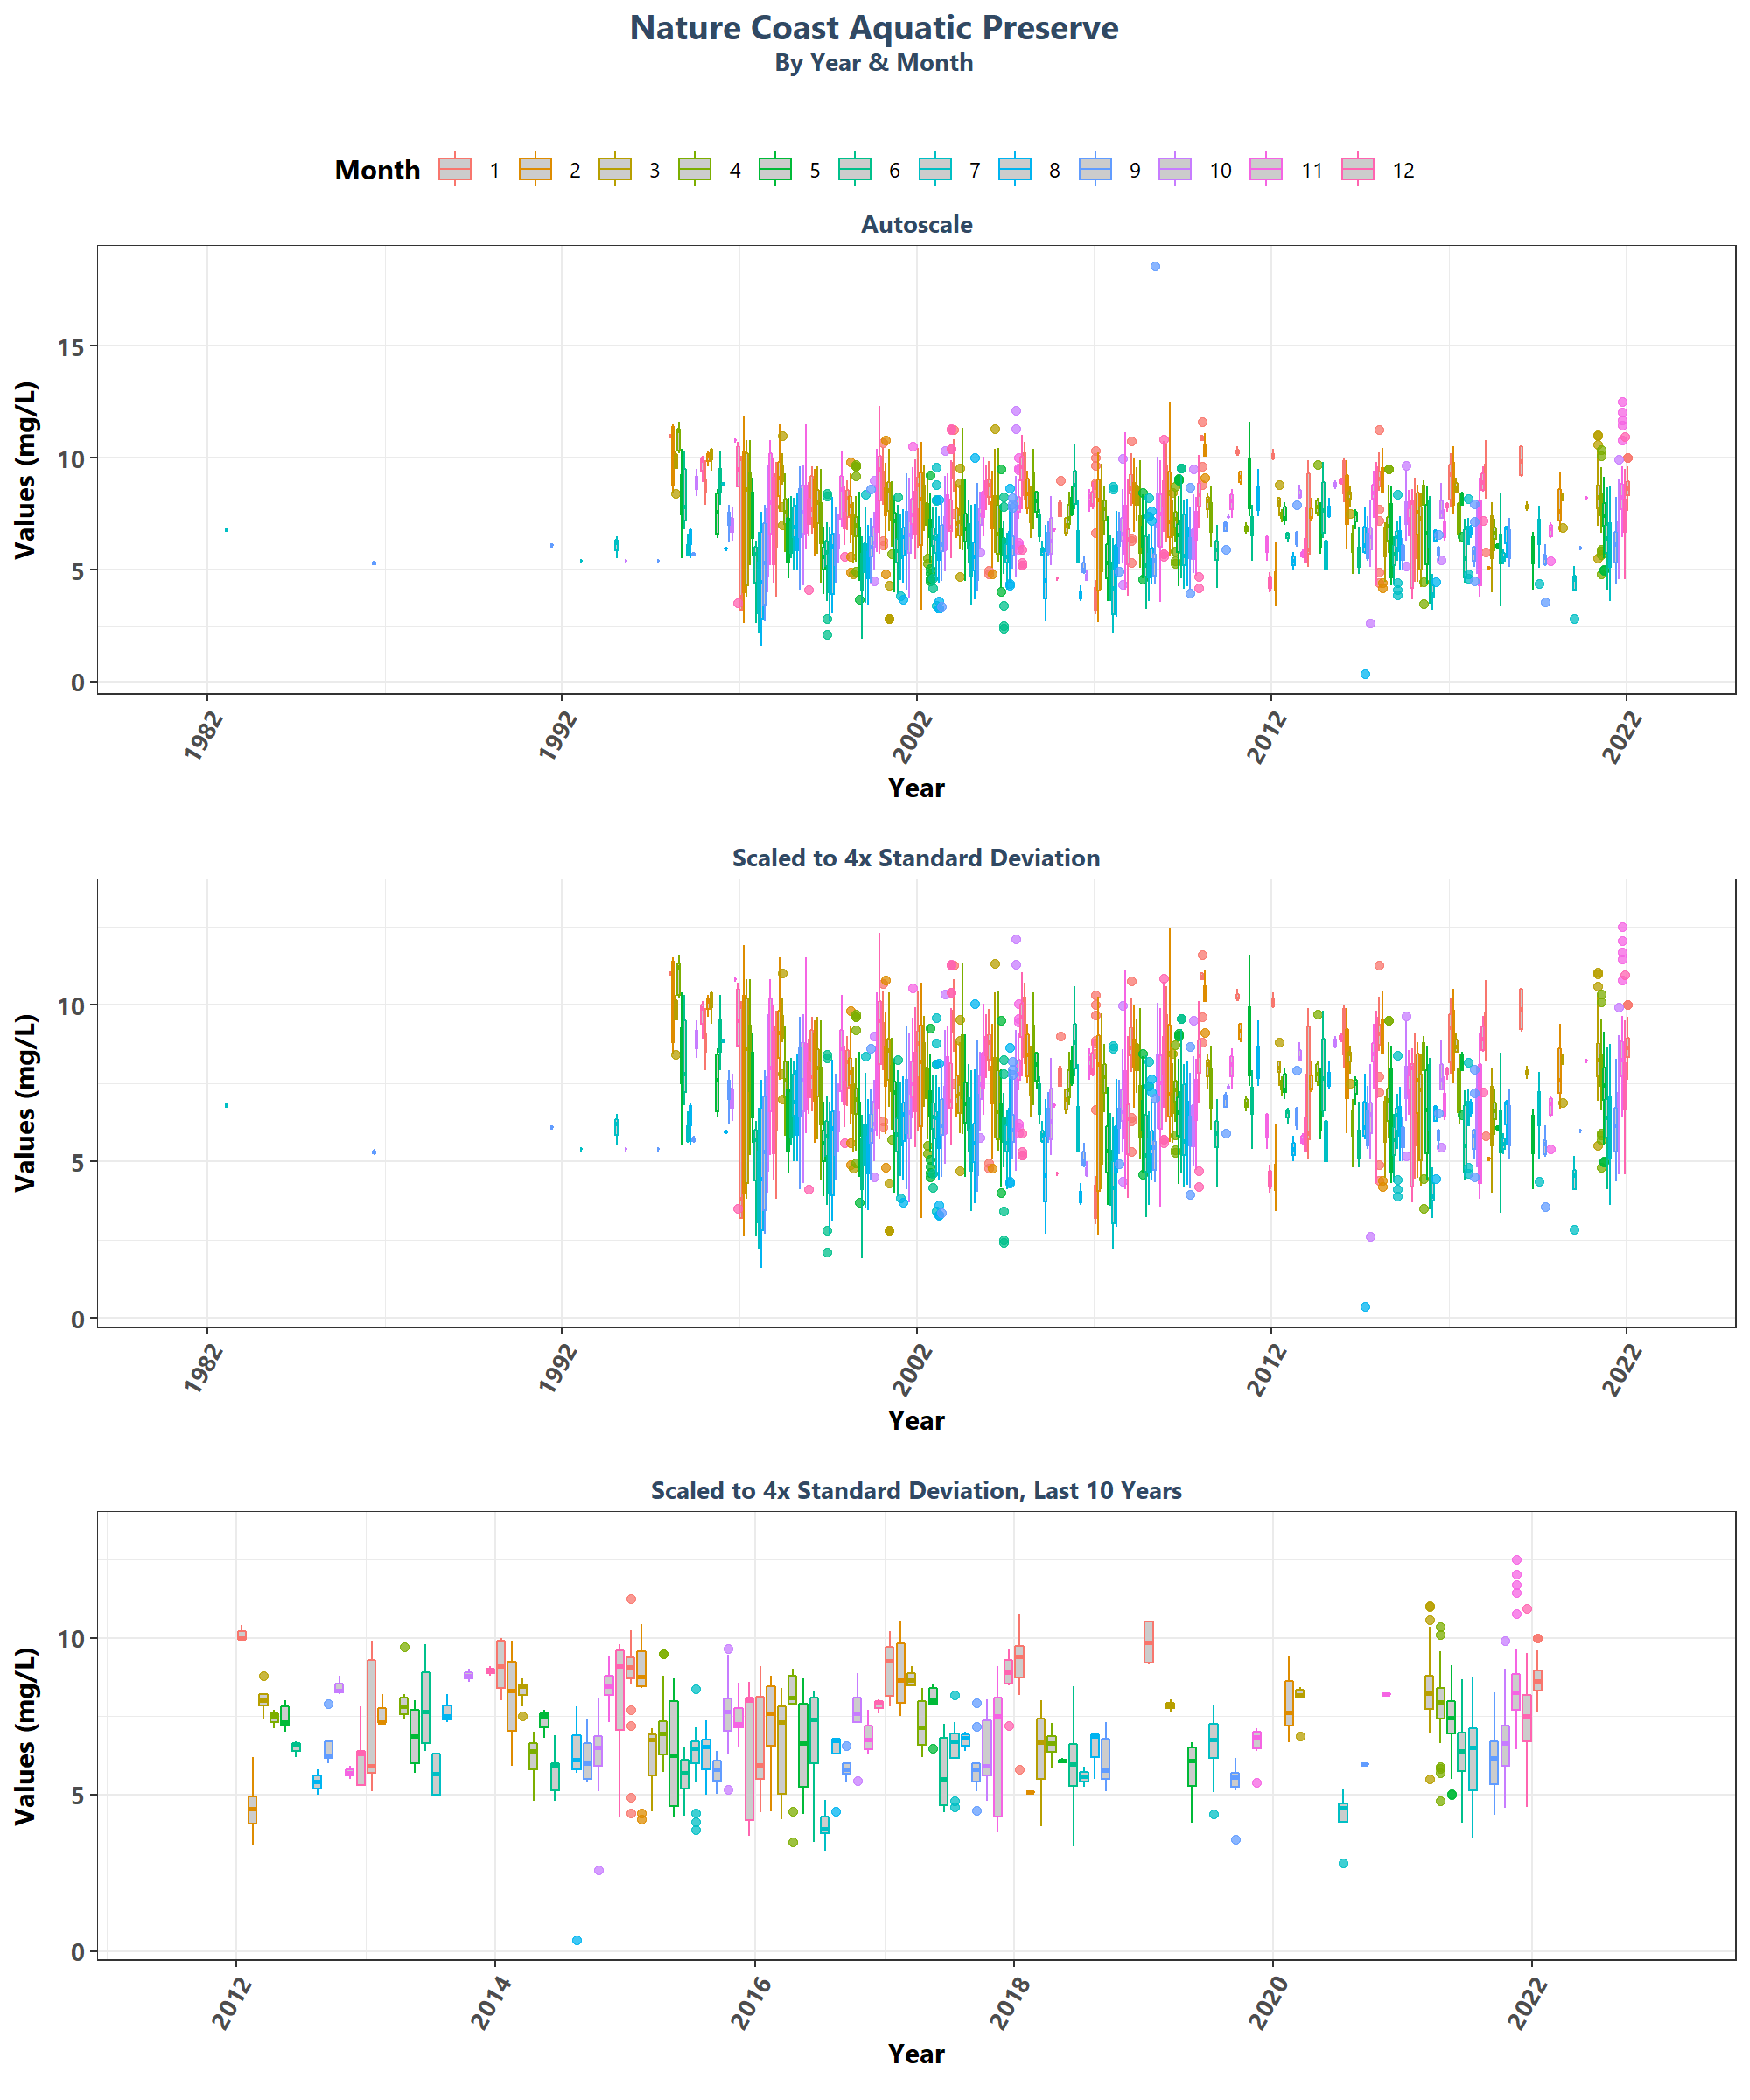 Nature Coast Aquatic Preserve
By Year & Month
Month 1 2 3 4 5 6 7 8 9 10 11 12
Autoscale
Values (mg/L)
15
10
5
0
1982 1992 2002 2012 2022
Year
Scaled to 4x Standard Deviation
Values (mg/L)
10
5
0
1982 1992 2002 2012 2022
Year
Scaled to 4x Standard Deviation, Last 10 Years
Values (mg/L)
10
5
0
2012 2014 2016 2018 2020 2022
Year